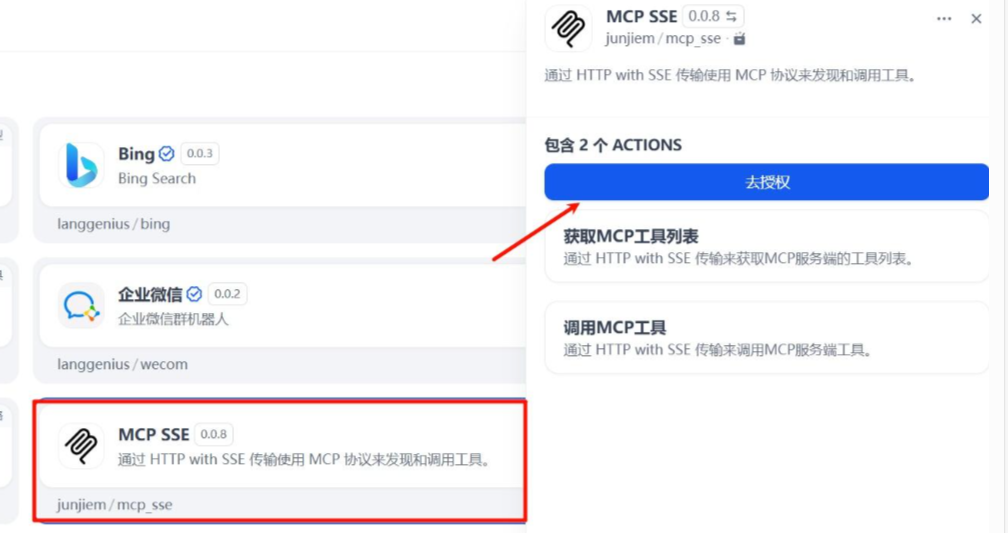 Bing 0.0.3
Bing Search
langgenius/bing
企业微信 0.0.2
企业微信群机器人
langgenius/wecom
MCP SSE 0.0.8
通过 HTTP with SSE 传输使用 MCP 协议来发现和调用工具。
junjiem/mcp_sse
MCP SSE 0.0.8
junjiem/mcp_sse ·
通过 HTTP with SSE 传输使用 MCP 协议来发现和调用工具。
包含 2 个 ACTIONS
去授权
获取MCP工具列表
通过 HTTP with SSE 传输来获取MCP服务端的工具列表。
调用MCP工具
通过 HTTP with SSE 传输来调用MCP服务端工具。